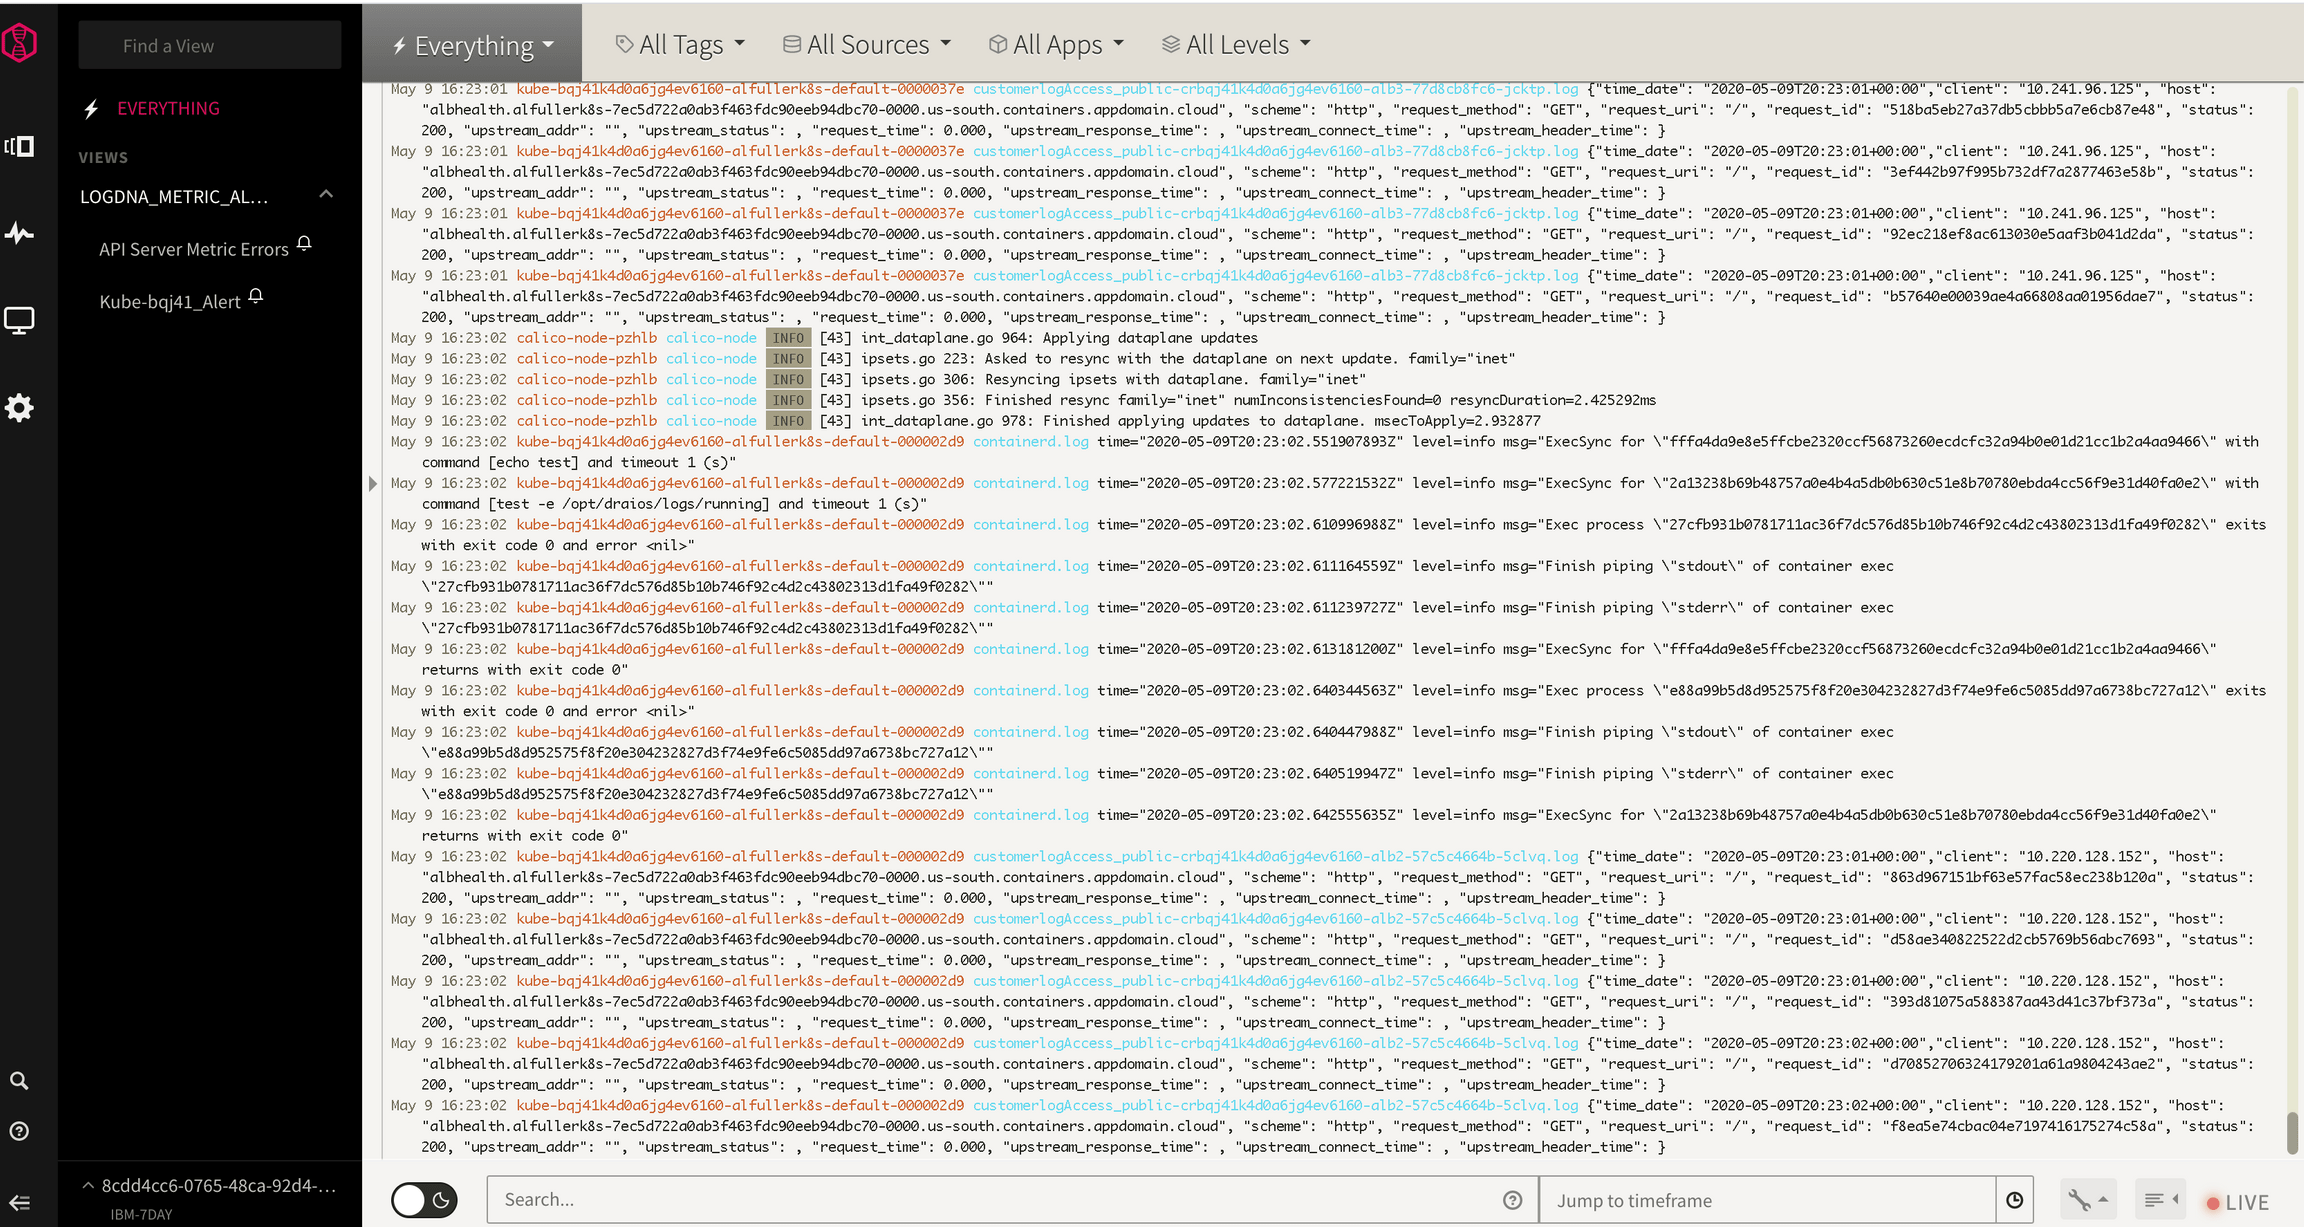 Find a View
EVERYTHING
VIEWS
LOGDNA_METRIC_AL...
API Server Metric Errors
Kube-bqj41_Alert
8cdd4cc6-0765-48ca-92d4-...
IBM-7DAY
Everything
All Tags
All Sources
All Apps
All Levels
May 9 16:23:01 kube-bqj41k4d0a6jg4ev6160-alfullerk8s-default-0000037e customerlogAccess_public-crbqj41k4d0a6jg4ev6160-alb3-77d8cb8fc6-jcktp.log {"time_date": "2020-05-09T20:23:01+00:00","client": "10.241.96.125", "host":
"albhealth.alfullerk8s-7ec5d722a0ab3f463fdc90eeb94dbc70-0000.us-south.containers.appdomain.cloud", "scheme": "http", "request_method": "GET", "request_uri": "/", "request_id": "518ba5eb27a37db5cbbb5a7e6cb87e48", "status":
200, "upstream_addr": "", "upstream_status": , "request_time": 0.000, "upstream_response_time": , "upstream_connect_time": , "upstream_header_time": }
May 9 16:23:01 kube-bqj41k4d0a6jg4ev6160-alfullerk8s-default-0000037e customerlogAccess_public-crbqj41k4d0a6jg4ev6160-alb3-77d8cb8fc6-jcktp.log {"time_date": "2020-05-09T20:23:01+00:00","client": "10.241.96.125", "host":
"albhealth.alfullerk8s-7ec5d722a0ab3f463fdc90eeb94dbc70-0000.us-south.containers.appdomain.cloud", "scheme": "http", "request_method": "GET", "request_uri": "/", "request_id": "3ef442b97f995b732df7a2877463e58b", "status":
200, "upstream_addr": "", "upstream_status": , "request_time": 0.000, "upstream_response_time": , "upstream_connect_time": , "upstream_header_time": }
May 9 16:23:01 kube-bqj41k4d0a6jg4ev6160-alfullerk8s-default-0000037e customerlogAccess_public-crbqj41k4d0a6jg4ev6160-alb3-77d8cb8fc6-jcktp.log {"time_date": "2020-05-09T20:23:01+00:00","client": "10.241.96.125", "host":
"albhealth.alfullerk8s-7ec5d722a0ab3f463fdc90eeb94dbc70-0000.us-south.containers.appdomain.cloud", "scheme": "http", "request_method": "GET", "request_uri": "/", "request_id": "92ec218ef8ac613030e5aaf3b041d2da", "status":
200, "upstream_addr": "", "upstream_status": , "request_time": 0.000, "upstream_response_time": , "upstream_connect_time": , "upstream_header_time": }
May 9 16:23:01 kube-bqj41k4d0a6jg4ev6160-alfullerk8s-default-0000037e customerlogAccess_public-crbqj41k4d0a6jg4ev6160-alb3-77d8cb8fc6-jcktp.log {"time_date": "2020-05-09T20:23:01+00:00","client": "10.241.96.125", "host":
"albhealth.alfullerk8s-7ec5d722a0ab3f463fdc90eeb94dbc70-0000.us-south.containers.appdomain.cloud", "scheme": "http", "request_method": "GET", "request_uri": "/", "request_id": "b57640e00039ae4a66808aa01956dae7", "status":
200, "upstream_addr": "", "upstream_status": , "request_time": 0.000, "upstream_response_time": , "upstream_connect_time": , "upstream_header_time": }
May 9 16:23:02 calico-node-pzhlb calico-node INFO [43] int_dataplane.go 964: Applying dataplane updates
May 9 16:23:02 calico-node-pzhlb calico-node INFO [43] ipsets.go 223: Asked to resync with the dataplane on next update. family="inet"
May 9 16:23:02 calico-node-pzhlb calico-node INFO [43] ipsets.go 306: Resyncing ipsets with dataplane. family="inet"
May 9 16:23:02 calico-node-pzhlb calico-node INFO [43] ipsets.go 356: Finished resync family="inet" numInconsistenciesFound=0 resyncDuration=2.425292ms
May 9 16:23:02 calico-node-pzhlb calico-node INFO [43] int_dataplane.go 978: Finished applying updates to dataplane. msecToApply=2.932877
May 9 16:23:02 kube-bqj41k4d0a6jg4ev6160-alfullerk8s-default-000002d9 containerd.log time="2020-05-09T20:23:02.551907893Z" level=info msg="ExecSync for \"fffa4da9e8e5ffcbe2320ccf56873260ecdcfc32a94b0e01d21cc1b2a4aa9466\" with
command [echo test] and timeout 1 (s)"
May 9 16:23:02 kube-bqj41k4d0a6jg4ev6160-alfullerk8s-default-000002d9 containerd.log time="2020-05-09T20:23:02.577221532Z" level=info msg="ExecSync for \"2a13238b69b48757a0e4b4a5db0b630c51e8b70780ebda4cc56f9e31d40fa0e2\" with
command [test -e /opt/draios/logs/running] and timeout 1 (s)"
May 9 16:23:02 kube-bqj41k4d0a6jg4ev6160-alfullerk8s-default-000002d9 containerd.log time="2020-05-09T20:23:02.610996988Z" level=info msg="Exec process \"27cfb931b0781711ac36f7dc576d85b10b746f92c4d2c43802313d1fa49f0282\" exits
with exit code 0 and error <nil>"
May 9 16:23:02 kube-bqj41k4d0a6jg4ev6160-alfullerk8s-default-000002d9 containerd.log time="2020-05-09T20:23:02.611164559Z" level=info msg="Finish piping \"stdout\" of container exec
\"27cfb931b0781711ac36f7dc576d85b10b746f92c4d2c43802313d1fa49f0282\""
May 9 16:23:02 kube-bqj41k4d0a6jg4ev6160-alfullerk8s-default-000002d9 containerd.log time="2020-05-09T20:23:02.611239727Z" level=info msg="Finish piping \"stderr\" of container exec
\"27cfb931b0781711ac36f7dc576d85b10b746f92c4d2c43802313d1fa49f0282\""
May 9 16:23:02 kube-bqj41k4d0a6jg4ev6160-alfullerk8s-default-000002d9 containerd.log time="2020-05-09T20:23:02.613181200Z" level=info msg="ExecSync for \"fffa4da9e8e5ffcbe2320ccf56873260ecdcfc32a94b0e01d21cc1b2a4aa9466\"
returns with exit code 0"
May 9 16:23:02 kube-bqj41k4d0a6jg4ev6160-alfullerk8s-default-000002d9 containerd.log time="2020-05-09T20:23:02.640344563Z" level=info msg="Exec process \"e88a99b5d8d952575f8f20e304232827d3f74e9fe6c5085dd97a6738bc727a12\" exits
with exit code 0 and error <nil>"
May 9 16:23:02 kube-bqj41k4d0a6jg4ev6160-alfullerk8s-default-000002d9 containerd.log time="2020-05-09T20:23:02.640447988Z" level=info msg="Finish piping \"stdout\" of container exec
\"e88a99b5d8d952575f8f20e304232827d3f74e9fe6c5085dd97a6738bc727a12\""
May 9 16:23:02 kube-bqj41k4d0a6jg4ev6160-alfullerk8s-default-000002d9 containerd.log time="2020-05-09T20:23:02.640519947Z" level=info msg="Finish piping \"stderr\" of container exec
\"e88a99b5d8d952575f8f20e304232827d3f74e9fe6c5085dd97a6738bc727a12\""
May 9 16:23:02 kube-bqj41k4d0a6jg4ev6160-alfullerk8s-default-000002d9 containerd.log time="2020-05-09T20:23:02.642555635Z" level=info msg="ExecSync for \"2a13238b69b48757a0e4b4a5db0b630c51e8b70780ebda4cc56f9e31d40fa0e2\"
returns with exit code 0"
May 9 16:23:02 kube-bqj41k4d0a6jg4ev6160-alfullerk8s-default-000002d9 customerlogAccess_public-crbqj41k4d0a6jg4ev6160-alb2-57c5c4664b-5clvq.log {"time_date": "2020-05-09T20:23:01+00:00","client": "10.220.128.152", "host":
"albhealth.alfullerk8s-7ec5d722a0ab3f463fdc90eeb94dbc70-0000.us-south.containers.appdomain.cloud", "scheme": "http", "request_method": "GET", "request_uri": "/", "request_id": "863d967151bf63e57fac58ec238b120a", "status":
200, "upstream_addr": "", "upstream_status": , "request_time": 0.000, "upstream_response_time": , "upstream_connect_time": , "upstream_header_time": }
May 9 16:23:02 kube-bqj41k4d0a6jg4ev6160-alfullerk8s-default-000002d9 customerlogAccess_public-crbqj41k4d0a6jg4ev6160-alb2-57c5c4664b-5clvq.log {"time_date": "2020-05-09T20:23:01+00:00","client": "10.220.128.152", "host":
"albhealth.alfullerk8s-7ec5d722a0ab3f463fdc90eeb94dbc70-0000.us-south.containers.appdomain.cloud", "scheme": "http", "request_method": "GET", "request_uri": "/", "request_id": "d58ae340822522d2cb5769b56abc7693", "status":
200, "upstream_addr": "", "upstream_status": , "request_time": 0.000, "upstream_response_time": , "upstream_connect_time": , "upstream_header_time": }
May 9 16:23:02 kube-bqj41k4d0a6jg4ev6160-alfullerk8s-default-000002d9 customerlogAccess_public-crbqj41k4d0a6jg4ev6160-alb2-57c5c4664b-5clvq.log {"time_date": "2020-05-09T20:23:01+00:00","client": "10.220.128.152", "host":
"albhealth.alfullerk8s-7ec5d722a0ab3f463fdc90eeb94dbc70-0000.us-south.containers.appdomain.cloud", "scheme": "http", "request_method": "GET", "request_uri": "/", "request_id": "393d81075a588387aa43d41c37bf373a", "status":
200, "upstream_addr": "", "upstream_status": , "request_time": 0.000, "upstream_response_time": , "upstream_connect_time": , "upstream_header_time": }
May 9 16:23:02 kube-bqj41k4d0a6jg4ev6160-alfullerk8s-default-000002d9 customerlogAccess_public-crbqj41k4d0a6jg4ev6160-alb2-57c5c4664b-5clvq.log {"time_date": "2020-05-09T20:23:02+00:00","client": "10.220.128.152", "host":
"albhealth.alfullerk8s-7ec5d722a0ab3f463fdc90eeb94dbc70-0000.us-south.containers.appdomain.cloud", "scheme": "http", "request_method": "GET", "request_uri": "/", "request_id": "d70852706324179201a61a9804243ae2", "status":
200, "upstream_addr": "", "upstream_status": , "request_time": 0.000, "upstream_response_time": , "upstream_connect_time": , "upstream_header_time": }
May 9 16:23:02 kube-bqj41k4d0a6jg4ev6160-alfullerk8s-default-000002d9 customerlogAccess_public-crbqj41k4d0a6jg4ev6160-alb2-57c5c4664b-5clvq.log {"time_date": "2020-05-09T20:23:02+00:00","client": "10.220.128.152", "host":
"albhealth.alfullerk8s-7ec5d722a0ab3f463fdc90eeb94dbc70-0000.us-south.containers.appdomain.cloud", "scheme": "http", "request_method": "GET", "request_uri": "/", "request_id": "f8ea5e74cbac04e7197416175274c58a", "status":
200, "upstream_addr": "", "upstream_status": , "request_time": 0.000, "upstream_response_time": , "upstream_connect_time": , "upstream_header_time": }
Search...
Jump to timeframe
LIVE